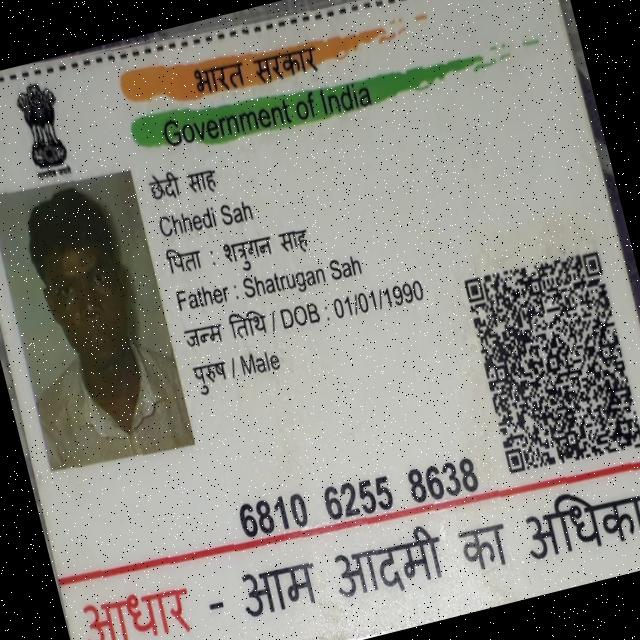 भारत सरकार
Government of India
छेदी साह
Chhedi Sah
पिता : शत्रुगन साह
Father : Shatrugan Sah
जन्म तिथि / DOB : 01/01/1990
पुरुष / Male
6810 6255 8638
आधार - आम आदमी का अधिका